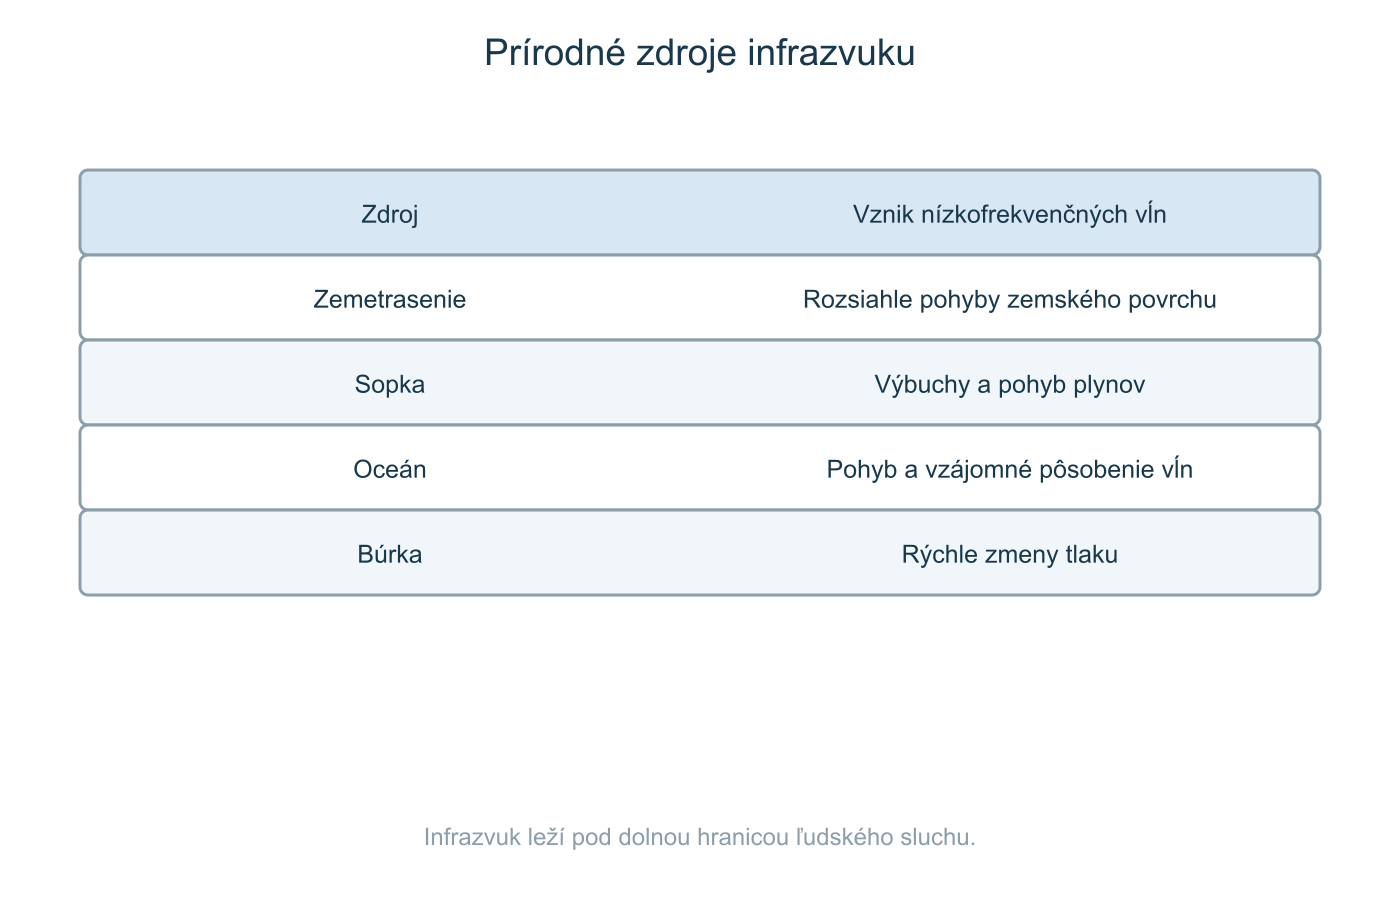 Prírodné zdroje infrazvuku
Zdroj Vznik nízkofrekvenčných vĺn
Zemetrasenie Rozsiahle pohyby zemského povrchu
Sopka Výbuchy a pohyb plynov
Oceán Pohyb a vzájomné pôsobenie vĺn
Búrka Rýchle zmeny tlaku
Infrazvuk leží pod dolnou hranicou ľudského sluchu.